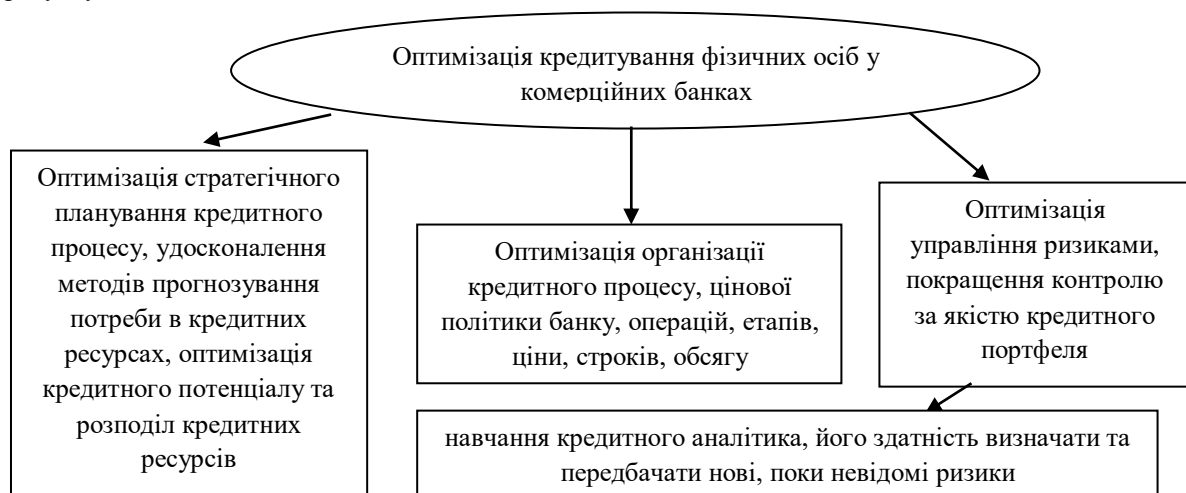 Оптимізація кредитування фізичних осіб у
комерційних банках
Оптимізація стратегічного
планування кредитного
процесу, удосконалення
методів прогнозування
потреби в кредитних
ресурсах, оптимізація
кредитного потенціалу та
розподіл кредитних
ресурсів
Оптимізація організації
кредитного процесу, цінової
політики банку, операцій, етапів,
ціни, строків, обсягу
Оптимізація
управління ризиками,
покращення контролю
за якістю кредитного
портфеля
навчання кредитного аналітика, його здатність визначати та
передбачати нові, поки невідомі ризики